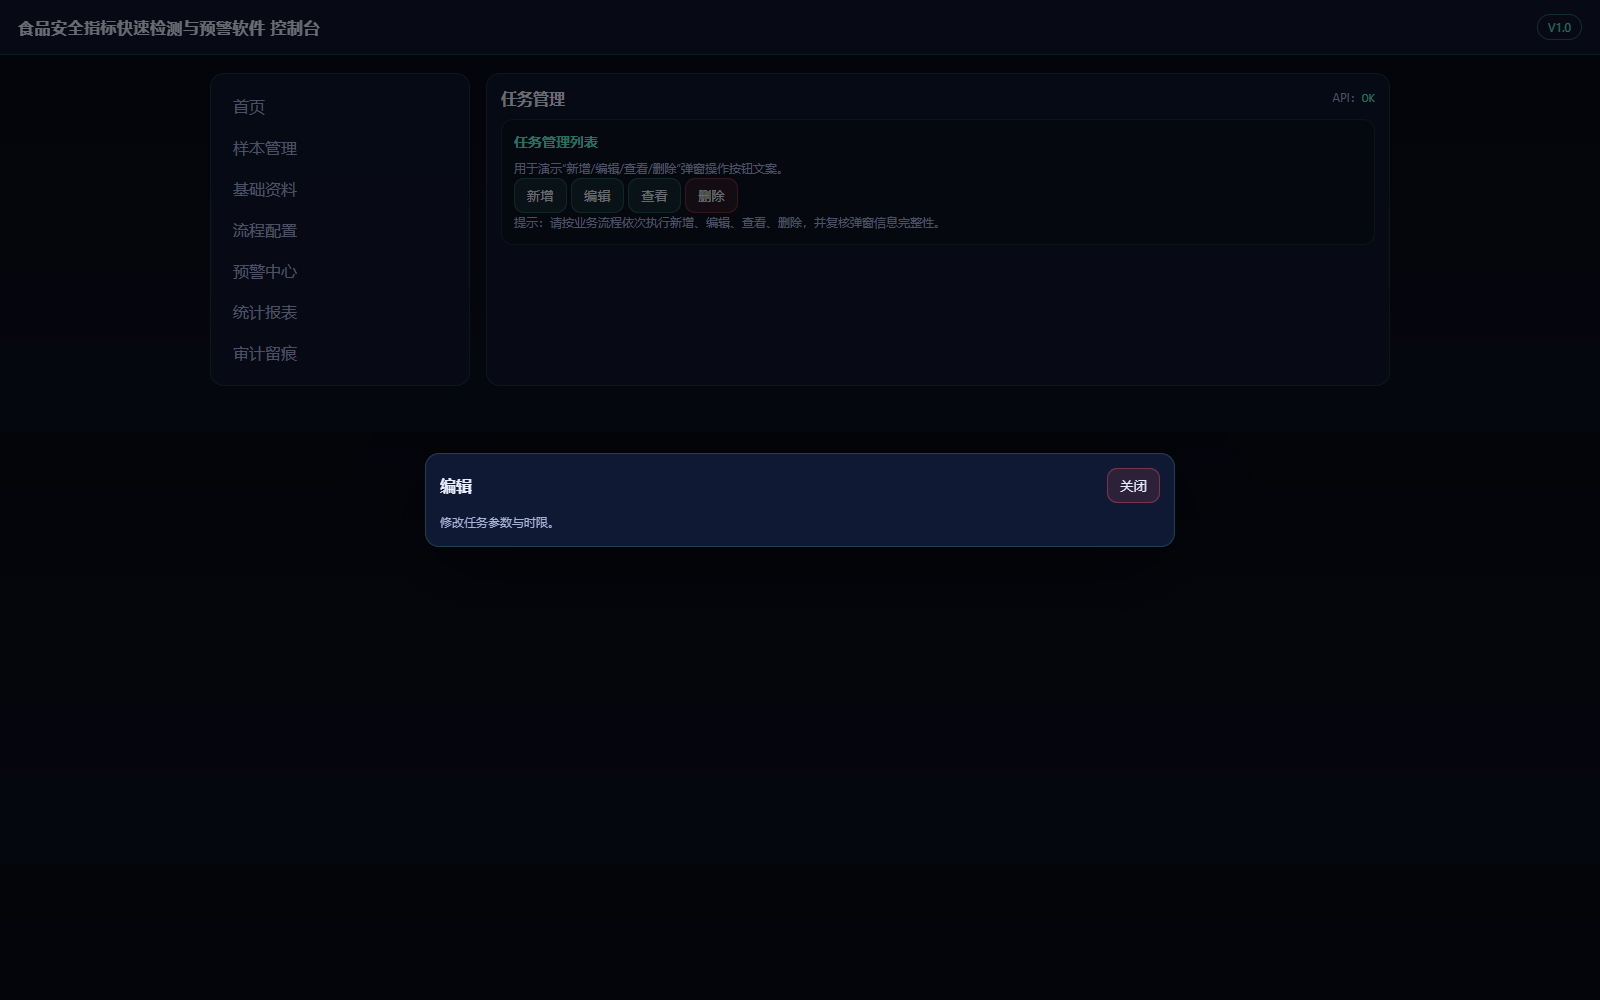 食品安全指标快速检测与预警软件 控制台
V1.0
首页
样本管理
基础资料
流程配置
预警中心
统计报表
审计留痕
任务管理
API: OK
任务管理列表
用于演示“新增/编辑/查看/删除”弹窗操作按钮文案。
新增 编辑 查看 删除
提示：请按业务流程依次执行新增、编辑、查看、删除，并复核弹窗信息完整性。
编辑
关闭
修改任务参数与时限。